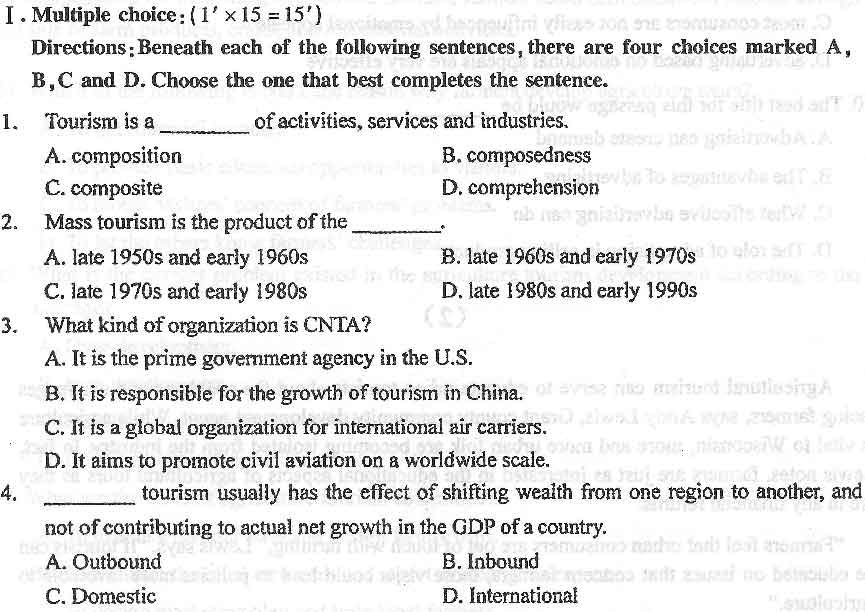 Ⅰ. Multiple choice: (1′ × 15 = 15′)
Directions: Beneath each of the following sentences, there are four choices marked A,
B, C and D. Choose the one that best completes the sentence.
1. Tourism is a ________ of activities, services and industries.
A. composition B. composedness
C. composite D. comprehension
2. Mass tourism is the product of the ________.
A. late 1950s and early 1960s B. late 1960s and early 1970s
C. late 1970s and early 1980s D. late 1980s and early 1990s
3. What kind of organization is CNTA?
A. It is the prime government agency in the U.S.
B. It is responsible for the growth of tourism in China.
C. It is a global organization for international air carriers.
D. It aims to promote civil aviation on a worldwide scale.
4. ________ tourism usually has the effect of shifting wealth from one region to another, and
not of contributing to actual net growth in the GDP of a country.
A. Outbound B. Inbound
C. Domestic D. International